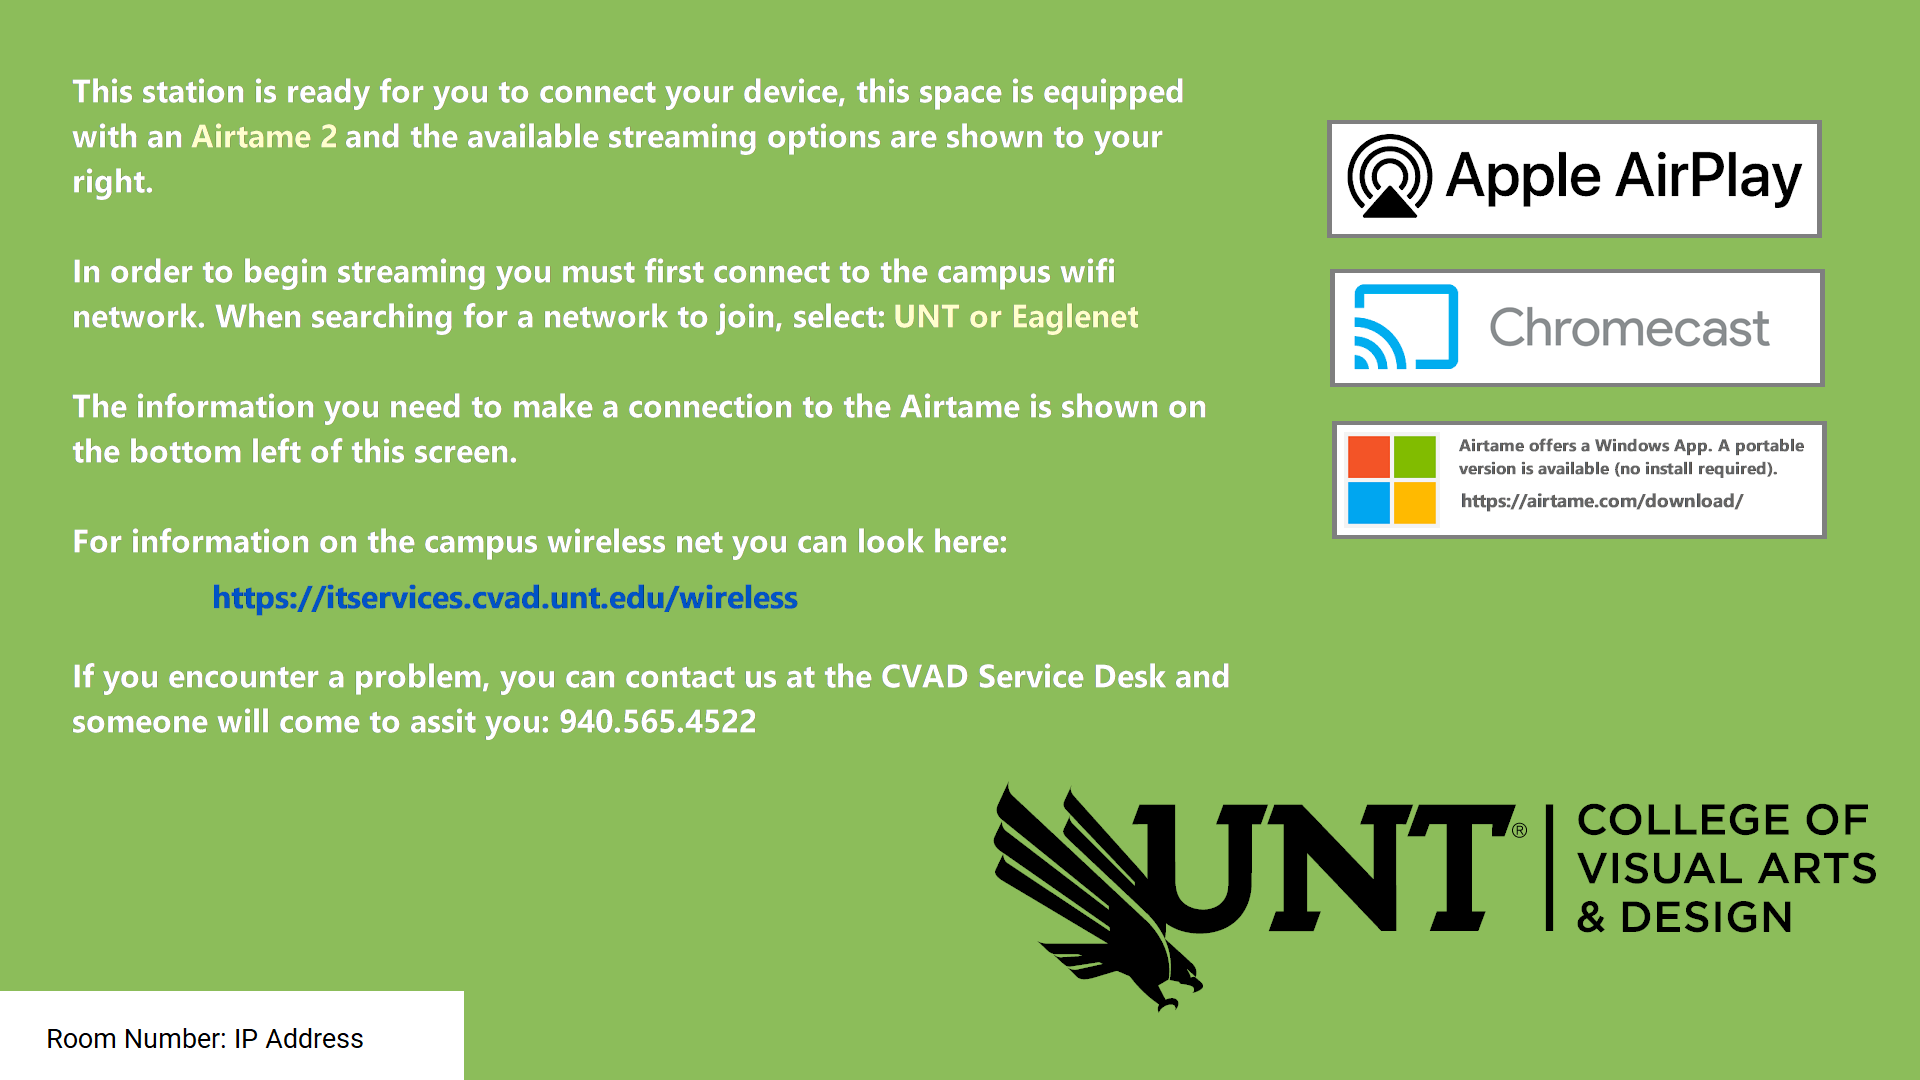 This station is ready for you to connect your device, this space is equipped
with an Airtame 2 and the available streaming options are shown to your
right.
In order to begin streaming you must first connect to the campus wifi
network. When searching for a network to join, select: UNT or Eaglenet
The information you need to make a connection to the Airtame is shown on
the bottom left of this screen.
For information on the campus wireless net you can look here:
https://itservices.cvad.unt.edu/wireless
If you encounter a problem, you can contact us at the CVAD Service Desk and
someone will come to assit you: 940.565.4522
Apple AirPlay
Chromecast
Airtame offers a Windows App. A portable
version is available (no install required).
https://airtame.com/download/
UNT®
COLLEGE OF
VISUAL ARTS
& DESIGN
Room Number: IP Address